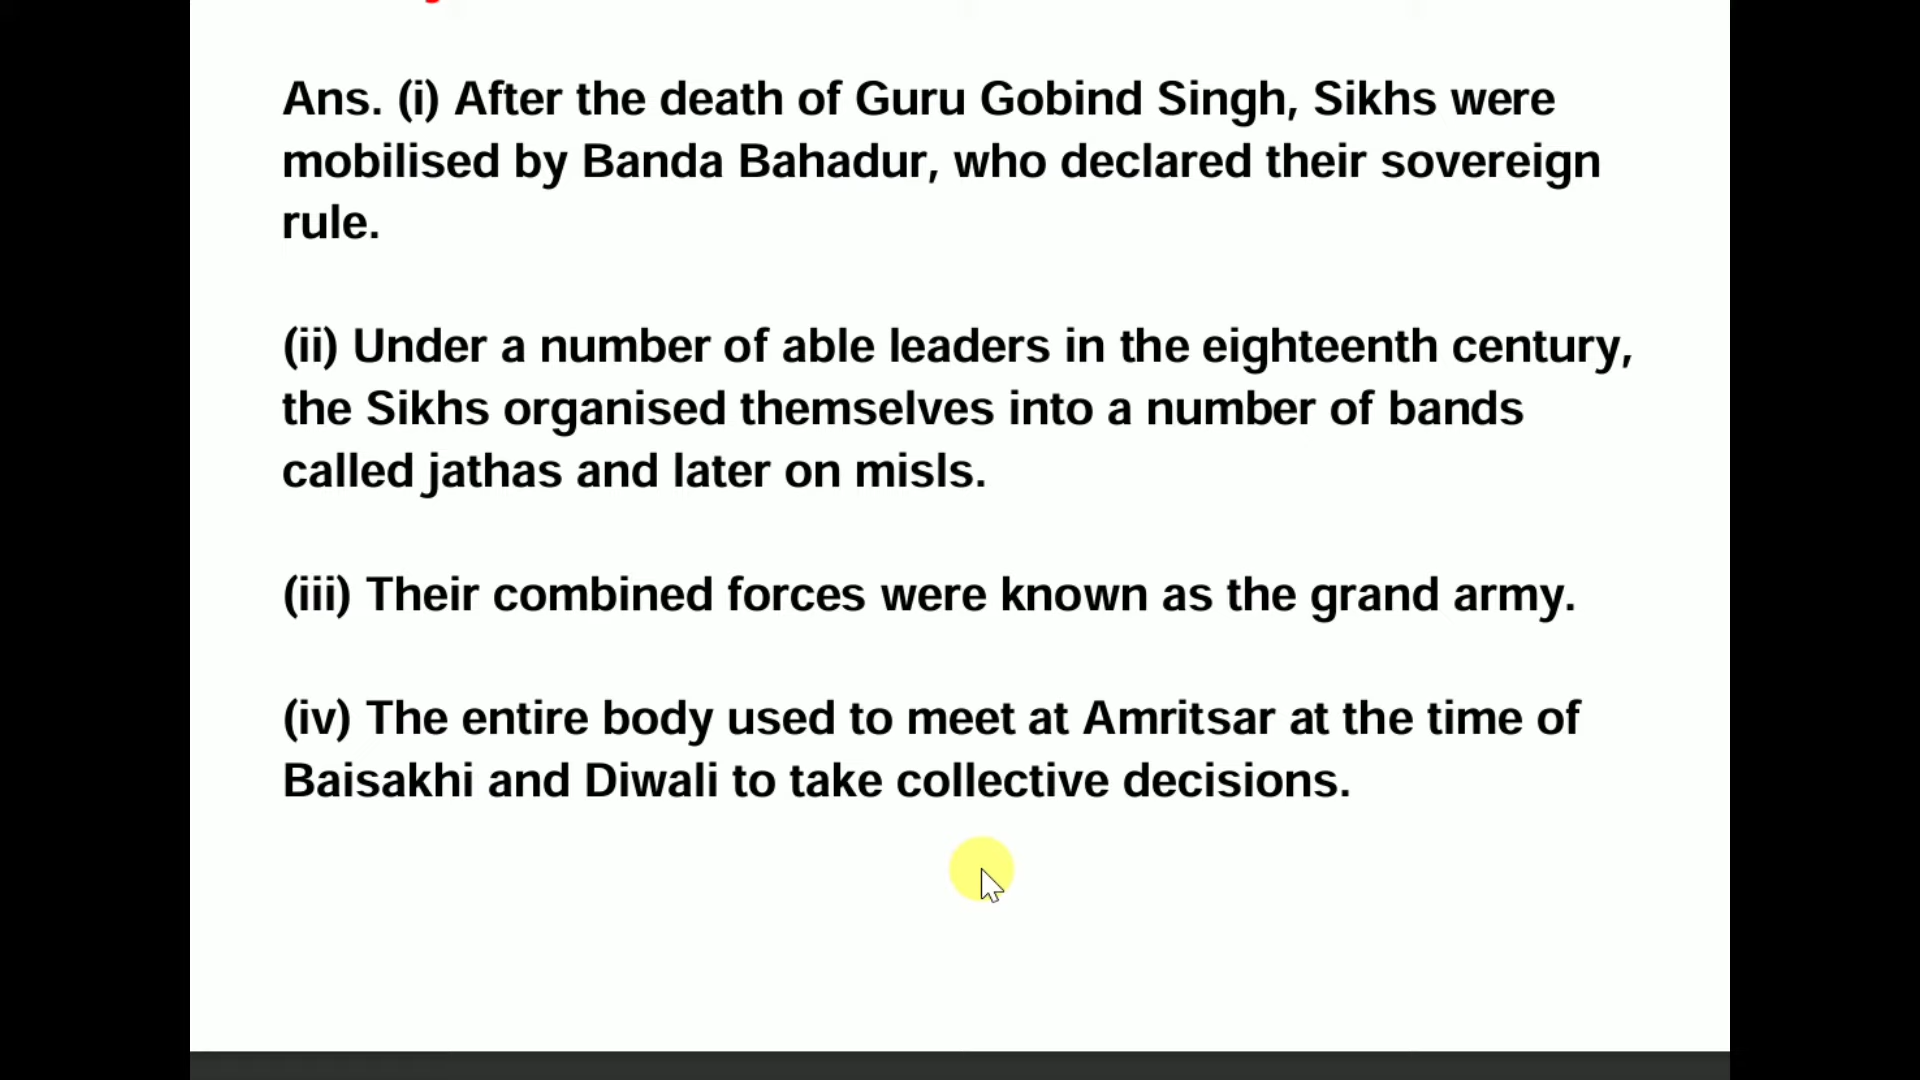 Ans. (i) After the death of Guru Gobind Singh, Sikhs were
mobilised by Banda Bahadur, who declared their sovereign
rule.
(ii) Under a number of able leaders in the eighteenth century,
the Sikhs organised themselves into a number of bands
called jathas and later on misls.
(iii) Their combined forces were known as the grand army.
(iv) The entire body used to meet at Amritsar at the time of
Baisakhi and Diwali to take collective decisions.